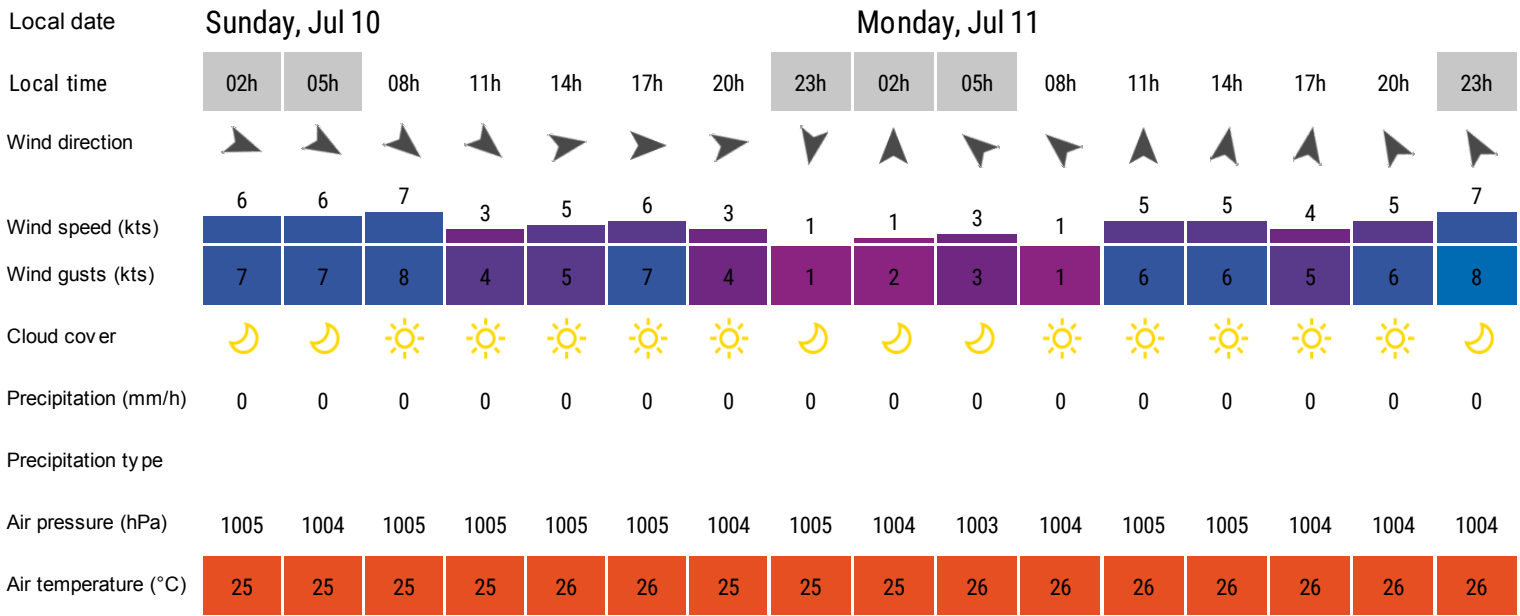 Local date Sunday, Jul 10 Monday, Jul 11
Local time 02h 05h 08h 11h 14h 17h 20h 23h 02h 05h 08h 11h 14h 17h 20h 23h
Wind direction
Wind speed (kts) 6 6 7 3 5 6 3 1 1 3 1 5 5 4 5 7
Wind gusts (kts) 7 7 8 4 5 7 4 1 2 3 1 6 6 5 6 8
Cloud cover
Precipitation (mm/h) 0 0 0 0 0 0 0 0 0 0 0 0 0 0 0 0
Precipitation type
Air pressure (hPa) 1005 1004 1005 1005 1005 1005 1004 1005 1004 1003 1004 1005 1005 1004 1004 1004
Air temperature (°C) 25 25 25 25 26 26 25 25 25 26 26 26 26 26 26 26